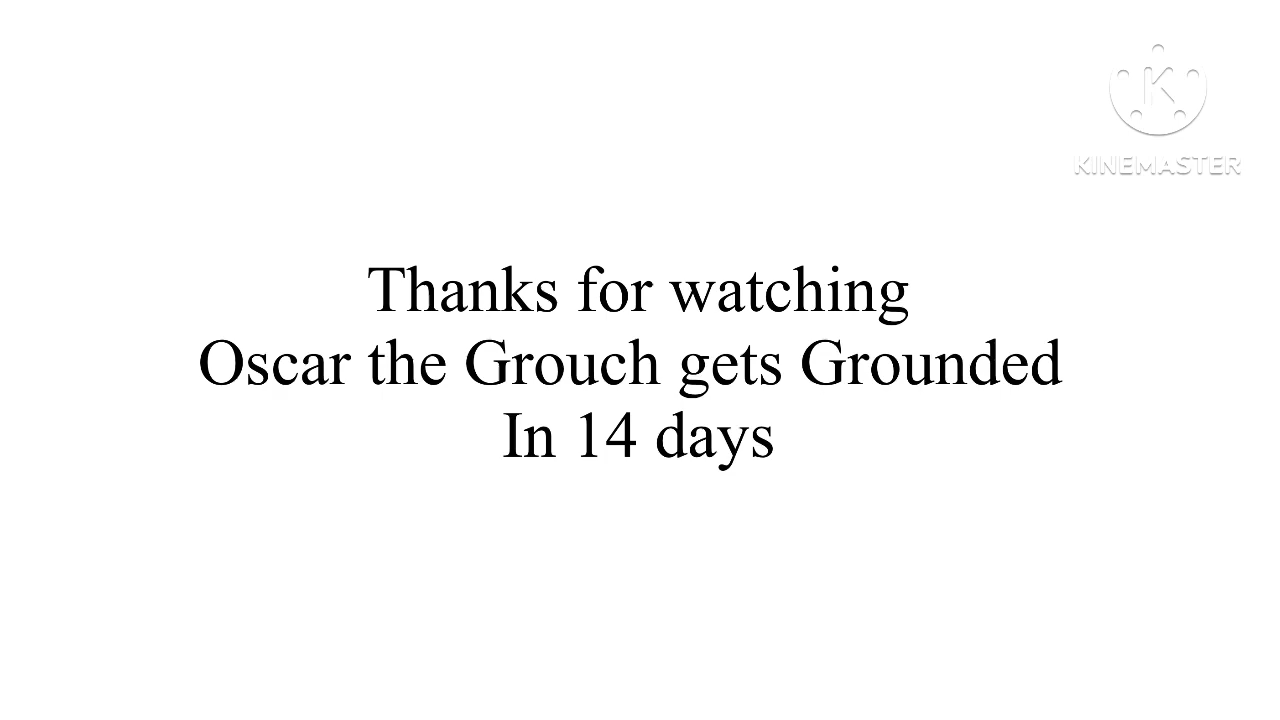 K
KINEMASTER
Thanks for watching
Oscar the Grouch gets Grounded
In 14 days